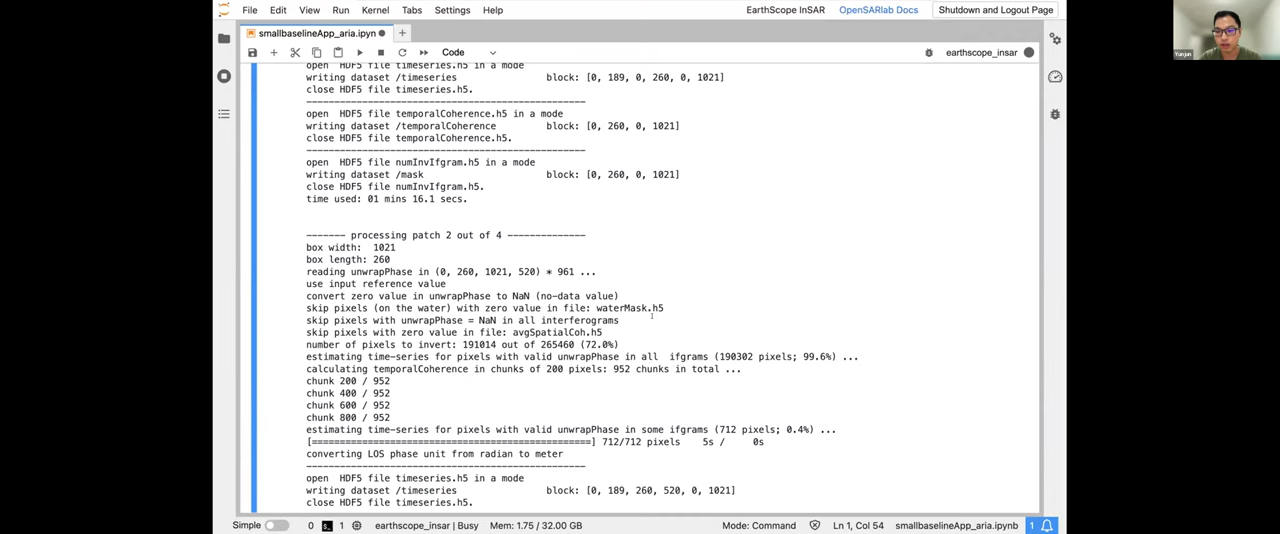 File Edit View Run Kernel Tabs Settings Help EarthScope InSAR OpenSARlab Docs Shutdown and Logout Page
smallbaselineApp_aria.ipyn
Code earthscope_insar
open HDF5 file timeseries.h5 in a mode
writing dataset /timeseries block: [0, 189, 0, 260, 0, 1021]
close HDF5 file timeseries.h5.
--------------------------------------------------
open HDF5 file temporalCoherence.h5 in a mode
writing dataset /temporalCoherence block: [0, 260, 0, 1021]
close HDF5 file temporalCoherence.h5.
--------------------------------------------------
open HDF5 file numInvIfgram.h5 in a mode
writing dataset /mask block: [0, 260, 0, 1021]
close HDF5 file numInvIfgram.h5.
time used: 01 mins 16.1 secs.
------- processing patch 2 out of 4 --------------
box width: 1021
box length: 260
reading unwrapPhase in (0, 260, 1021, 520) * 961 ...
use input reference value
convert zero value in unwrapPhase to NaN (no-data value)
skip pixels (on the water) with zero value in file: waterMask.h5
skip pixels with unwrapPhase = NaN in all interferograms
skip pixels with zero value in file: avgSpatialCoh.h5
number of pixels to invert: 191014 out of 265460 (72.0%)
estimating time-series for pixels with valid unwrapPhase in all ifgrams (190302 pixels; 99.6%) ...
calculating temporalCoherence in chunks of 200 pixels: 952 chunks in total ...
chunk 200 / 952
chunk 400 / 952
chunk 600 / 952
chunk 800 / 952
estimating time-series for pixels with valid unwrapPhase in some ifgrams (712 pixels; 0.4%) ...
[==================================================] 712/712 pixels 5s / 0s
converting LOS phase unit from radian to meter
--------------------------------------------------
open HDF5 file timeseries.h5 in a mode
writing dataset /timeseries block: [0, 189, 260, 520, 0, 1021]
close HDF5 file timeseries.h5.
Simple 0 1 earthscope_insar | Busy Mem: 1.75 / 32.00 GB Mode: Command Ln 1, Col 54 smallbaselineApp_aria.ipynb 1
Yunjun